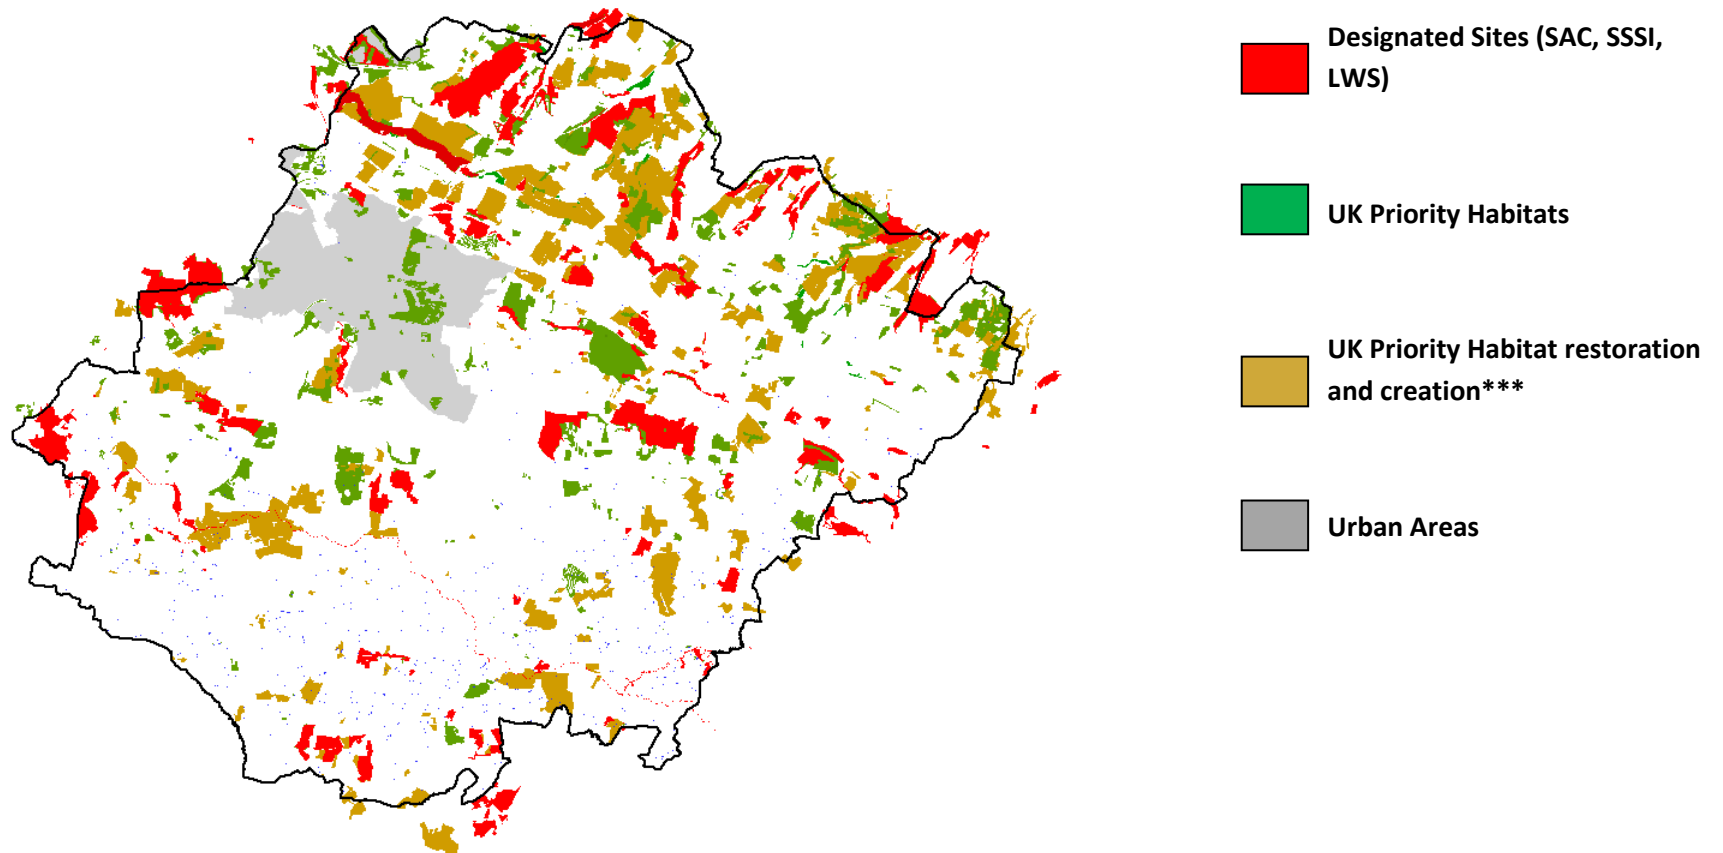 Designated Sites (SAC, SSSI,
LWS)
UK Priority Habitats
UK Priority Habitat restoration
and creation***
Urban Areas